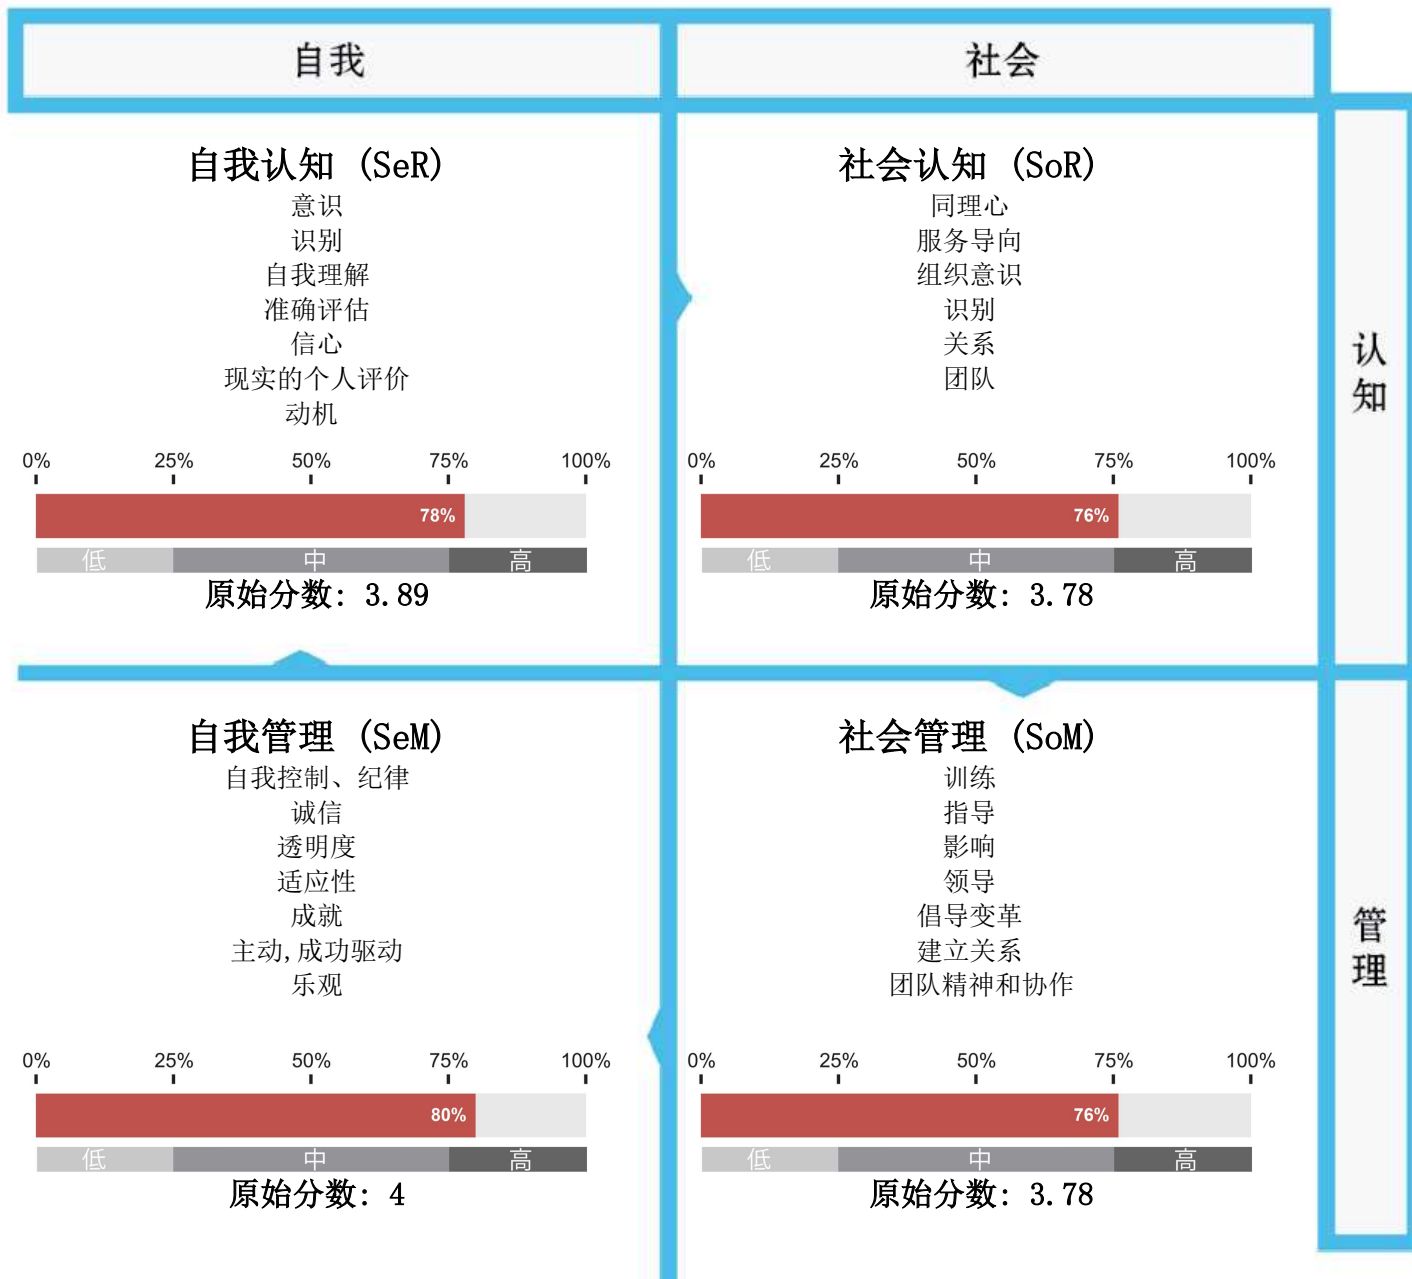 自我
社会
自我认知 (SeR)
意识
识别
自我理解
准确评估
信心
现实的个人评价
动机
0% 25% 50% 75% 100%
78%
低 中 高
原始分数: 3.89
社会认知 (SoR)
同理心
服务导向
组织意识
识别
关系
团队
0% 25% 50% 75% 100%
76%
低 中 高
原始分数: 3.78
认
知
自我管理 (SeM)
自我控制、纪律
诚信
透明度
适应性
成就
主动,成功驱动
乐观
0% 25% 50% 75% 100%
80%
低 中 高
原始分数: 4
社会管理 (SoM)
训练
指导
影响
领导
倡导变革
建立关系
团队精神和协作
0% 25% 50% 75% 100%
76%
低 中 高
原始分数: 3.78
管
理